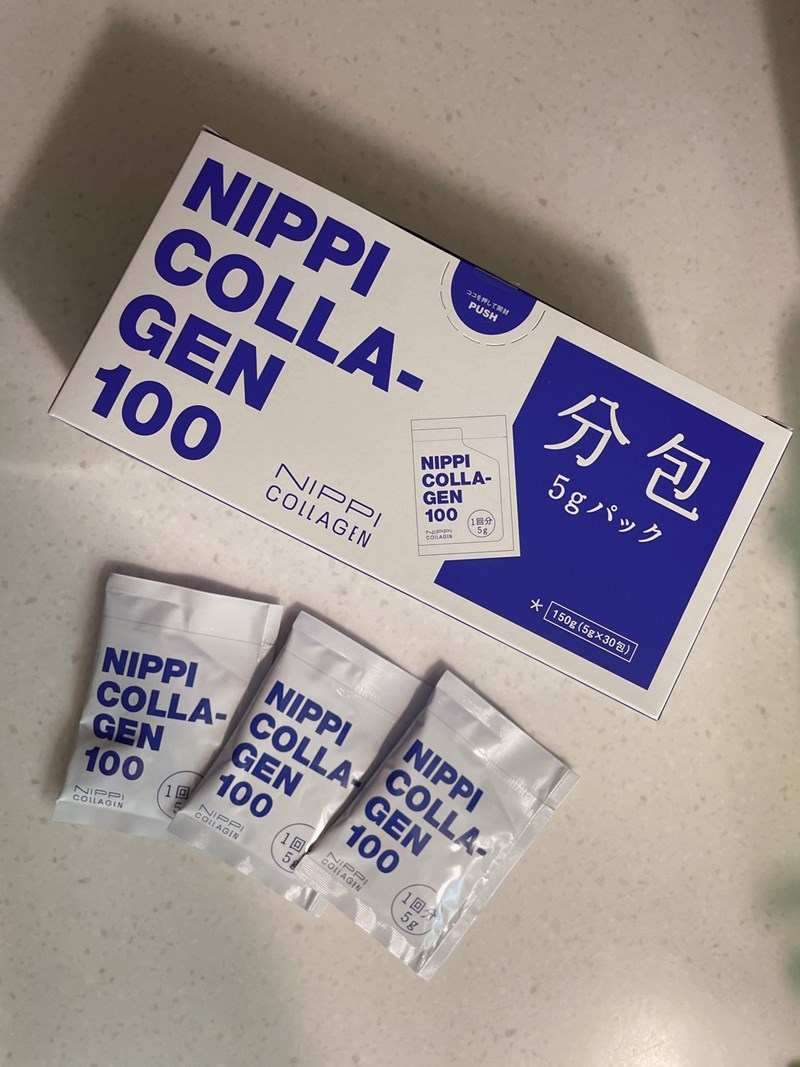 NIPPI
COLLA-
GEN
100
NIPPI
COLLAGEN
ココを押して開封
PUSH
分包
5gパック
NIPPI
COLLA-
GEN
100
NIPPI
COLLAGEN
1回分
5g
* 150g(5g×30包)
NIPPI
COLLA-
GEN
100
NIPPI
COLLAGEN
1回
5
NIPPI
COLLA-
GEN
100
NIPPI
COLLAGEN
1回
5g
NIPPI
COLLA-
GEN
100
NIPPI
COLLAGEN
1回分
5g